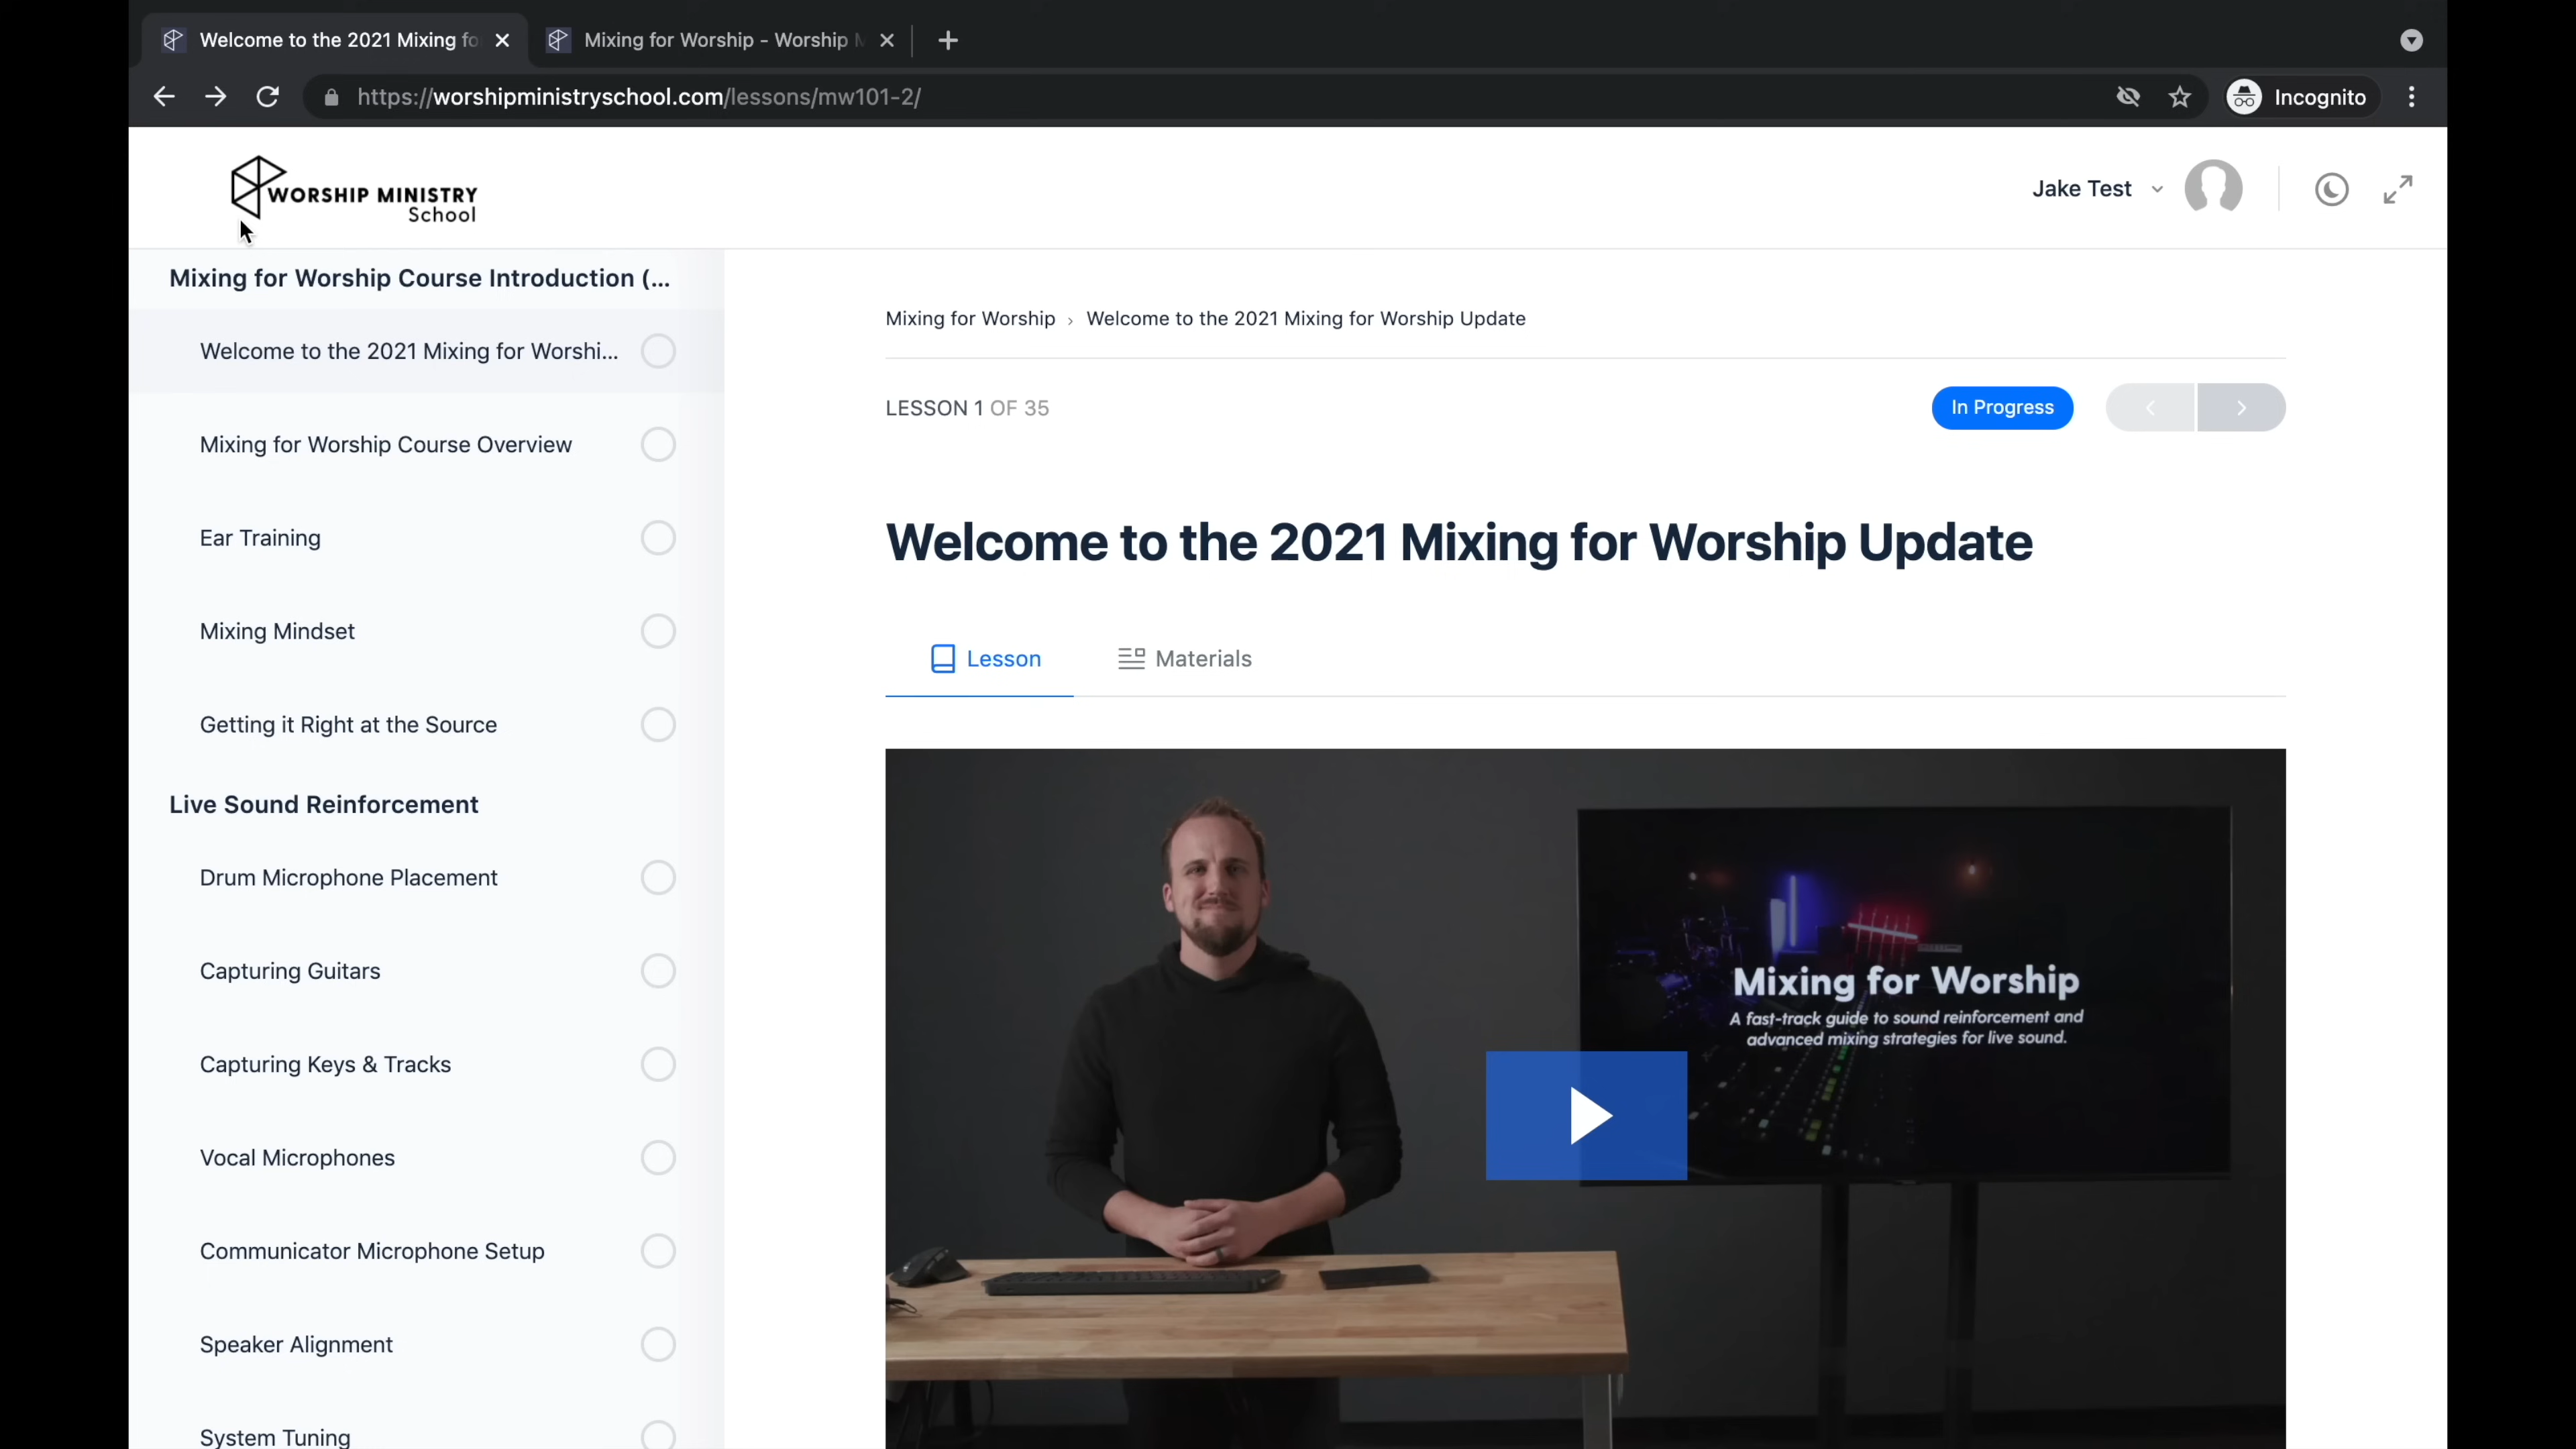 Welcome to the 2021 Mixing fo
Mixing for Worship - Worship M
https://worshipministryschool.com/lessons/mw101-2/
Incognito
WORSHIP MINISTRY
School
Jake Test
Mixing for Worship Course Introduction (...
Welcome to the 2021 Mixing for Worshi...
Mixing for Worship Course Overview
Ear Training
Mixing Mindset
Getting it Right at the Source
Live Sound Reinforcement
Drum Microphone Placement
Capturing Guitars
Capturing Keys & Tracks
Vocal Microphones
Communicator Microphone Setup
Speaker Alignment
System Tuning
Mixing for Worship › Welcome to the 2021 Mixing for Worship Update
LESSON 1 OF 35
In Progress
Welcome to the 2021 Mixing for Worship Update
Lesson
Materials
Mixing for Worship
A fast-track guide to sound reinforcement and
advanced mixing strategies for live sound.